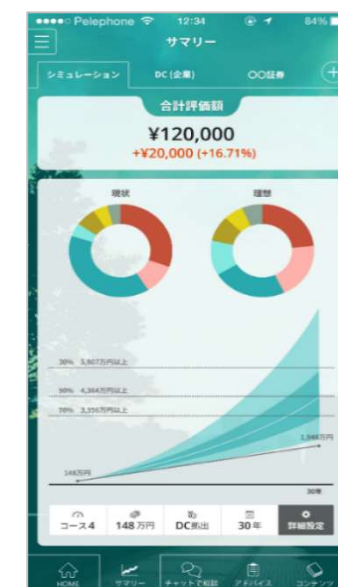 Pelephone 12:34 84%
サマリー
シミュレーション DC (企業) 〇〇証券 +
合計評価額
¥120,000
+¥20,000 (+16.71%)
現状 理想
30% 5,807万円以上
50% 4,364万円以上
70% 3,350万円以上
148万円
1,948万円
30年
コース4 148万円 DC拠出 30年 詳細設定
HOME サマリー チャットで相談 アドバイス コンテンツ